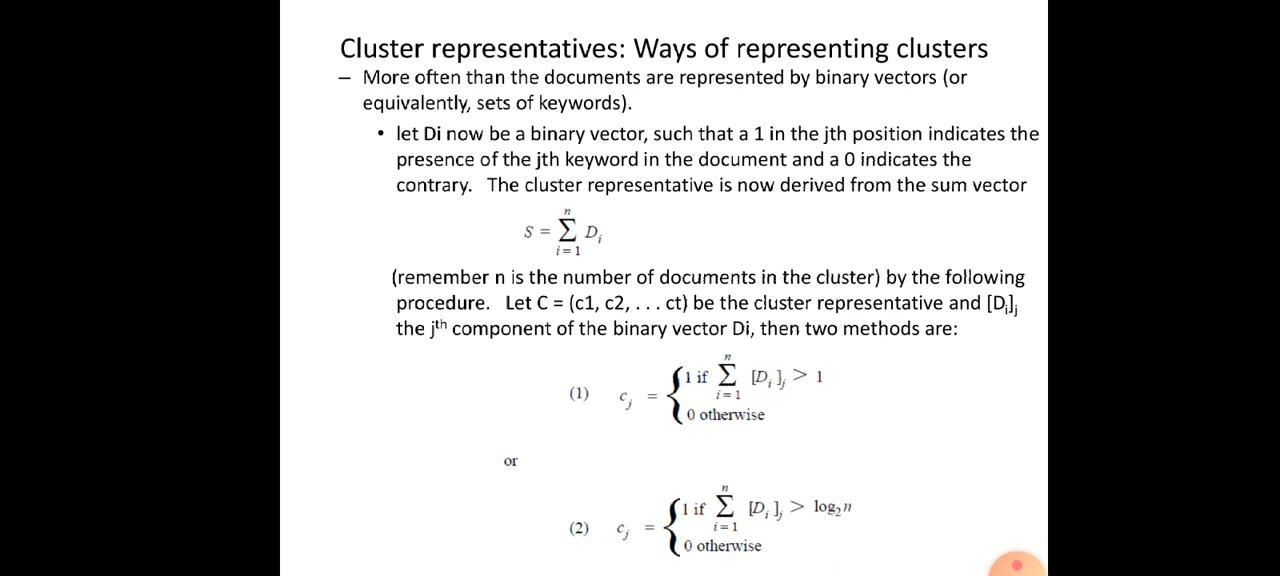 Cluster representatives: Ways of representing clusters
– More often than the documents are represented by binary vectors (or
equivalently, sets of keywords).
• let Di now be a binary vector, such that a 1 in the jth position indicates the
presence of the jth keyword in the document and a 0 indicates the
contrary. The cluster representative is now derived from the sum vector
S = ∑_{i=1}^{n} D_i
(remember n is the number of documents in the cluster) by the following
procedure. Let C = (c1, c2, . . . ct) be the cluster representative and [D_i]_j
the j^th component of the binary vector Di, then two methods are:
(1) c_j = { 1 if ∑_{i=1}^{n} [D_i]_j > 1
0 otherwise
or
(2) c_j = { 1 if ∑_{i=1}^{n} [D_i]_j > log_2 n
0 otherwise